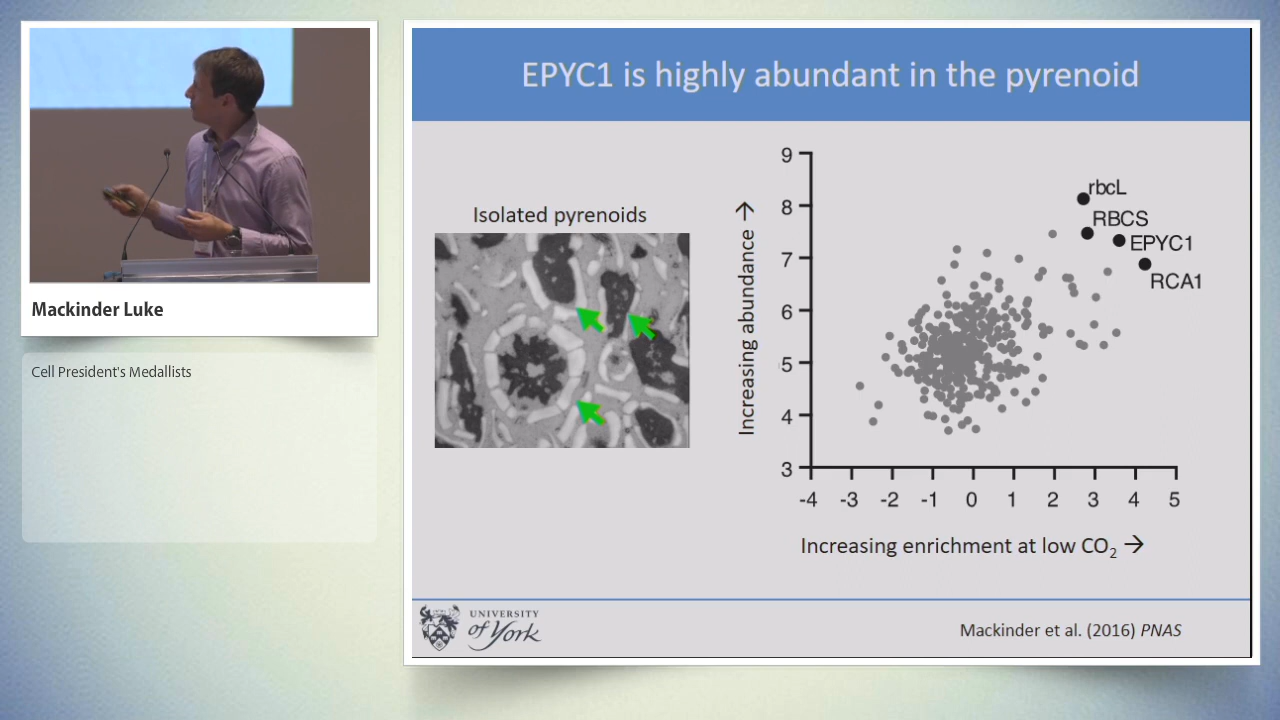 Mackinder Luke
Cell President's Medallists
EPYC1 is highly abundant in the pyrenoid
Isolated pyrenoids
Increasing abundance →
9
8
7
6
5
4
3
rbcL
RBCS
EPYC1
RCA1
-4 -3 -2 -1 0 1 2 3 4 5
Increasing enrichment at low CO₂ →
UNIVERSITY
of York
Mackinder et al. (2016) PNAS